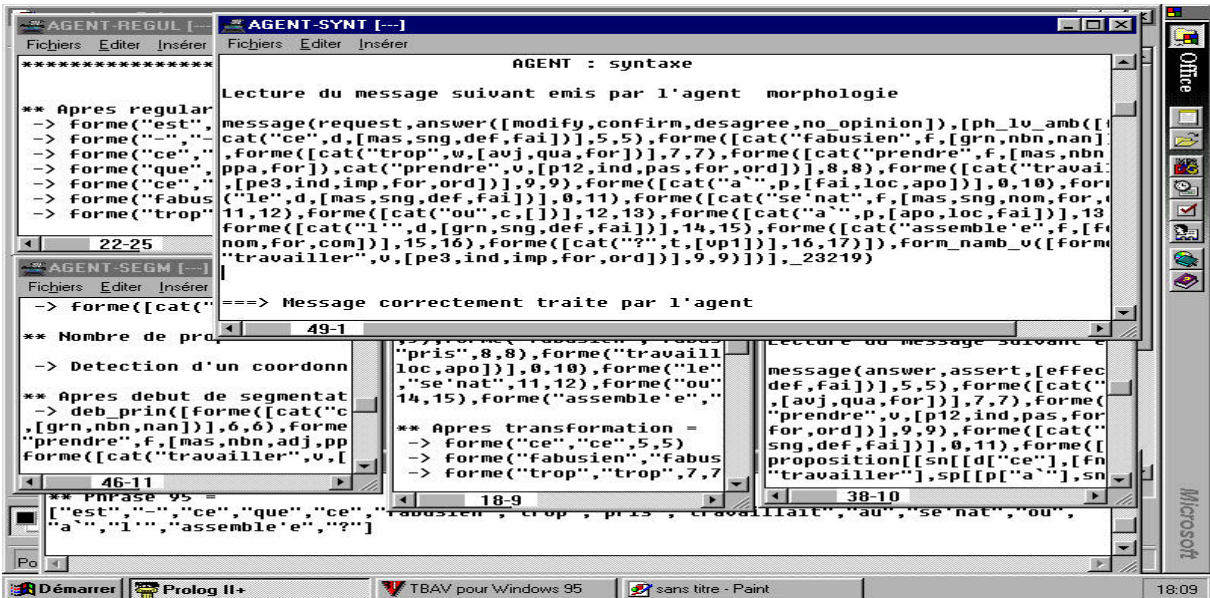 AGENT-REGUL [---]
Fichiers Editer Insérer
** Apres regular
-> forme("est",
-> forme("-","-
-> forme("ce",
-> forme("que",
-> forme("ce","
-> forme("fabus
-> forme("trop"
22-25
AGENT-SYNT [---]
Fichiers Editer Insérer
AGENT : syntaxe
Lecture du message suivant emis par l'agent morphologie
message(request,answer([modify,confirm,desagree,no_opinion]),[ph_lv_amb([
cat("ce",d,[mas,sng,def,fai])],5,5),forme([cat("fabusien",f,[grn,nbn,nan])
,forme([cat("trop",w,[avj,qua,for])],7,7),forme([cat("prendre",f,[mas,nbn
ppa,for]),cat("prendre",v,[p12,ind,pas,for,ord])],8,8),forme([cat("travai
,[pe3,ind,imp,for,ord])],9,9),forme([cat("a`",p,[fai,loc,apo])],0,10),for
("le",d,[mas,sng,def,fai])],0,11),forme([cat("se'nat",f,[mas,sng,nom,for,
11,12),forme([cat("ou",c,[])],12,13),forme([cat("a`",p,[apo,loc,fai])],13
forme([cat("l'",d,[grn,sng,def,fai])],14,15),forme([cat("assemble'e",f,[f
nom,for,com])],15,16),forme([cat("?",t,[vp1])],16,17)]),form_namb_v([form
"travailler",v,[pe3,ind,imp,for,ord])],9,9)])],_23219)
===> Message correctement traite par l'agent
49-1
AGENT-SEGM [---]
Fichiers Editer Insérer
-> forme([cat("
** Nombre de prop
-> Detection d'un coordonn
** Apres debut de segmentat
-> deb_prin([forme([cat("c
,[grn,nbn,nan])],6,6),forme
"prendre",f,[mas,nbn,adj,pp
forme([cat("travailler",v,[
46-11
"pris",8,8),forme("travaill
loc,apo])],0,10),forme("le"
,"se'nat",11,12),forme("ou"
14,15),forme("assemble'e","
** Apres transformation =
-> forme("ce","ce",5,5)
-> forme("fabusien","fabus
-> forme("trop","trop",7,7
18-9
Lecture du message suivant e
message(answer,assert,[effec
def,fai])],5,5),forme([cat("
,[avj,qua,for])],7,7),forme(
"prendre",v,[p12,ind,pas,for
for,ord])],9,9),forme([cat("
sng,def,fai])],0,11),forme([
proposition[[sn[[d["ce"],[fn
"travailler"],sp[[p["a`"],sn
38-10
** Phrase 95 =
["est","-","ce","que","ce","fabusien","trop","pris","travaillait","au","se'nat","ou",
"a`","l'","assemble'e","?"]
Po
Office
Microsoft
Démarrer
Prolog II+
TBAV pour Windows 95
sans titre - Paint
18:09